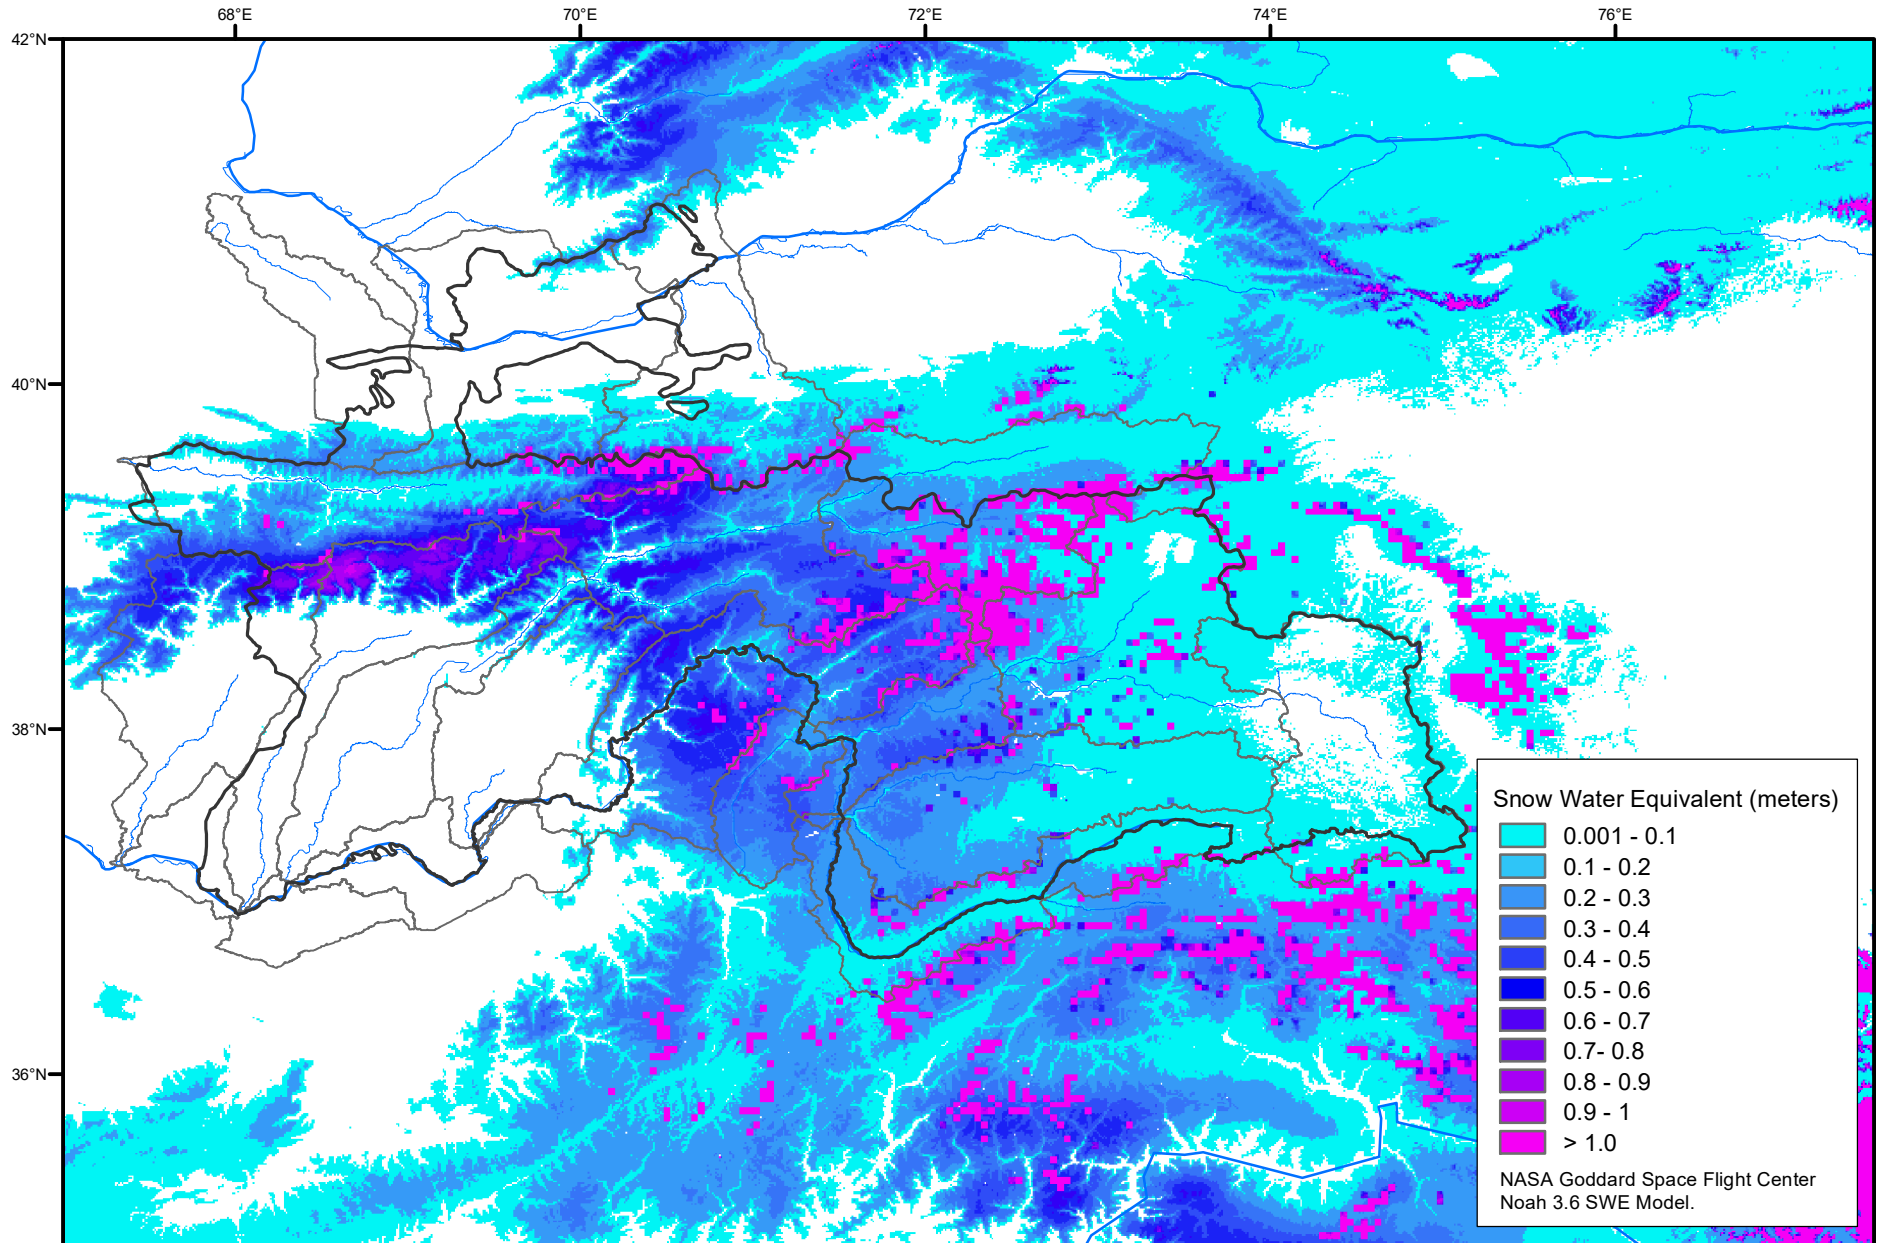 68°E
70°E
72°E
74°E
76°E
42°N
40°N
38°N
36°N
Snow Water Equivalent (meters)
0.001 - 0.1
0.1 - 0.2
0.2 - 0.3
0.3 - 0.4
0.4 - 0.5
0.5 - 0.6
0.6 - 0.7
0.7- 0.8
0.8 - 0.9
0.9 - 1
> 1.0
NASA Goddard Space Flight Center
Noah 3.6 SWE Model.